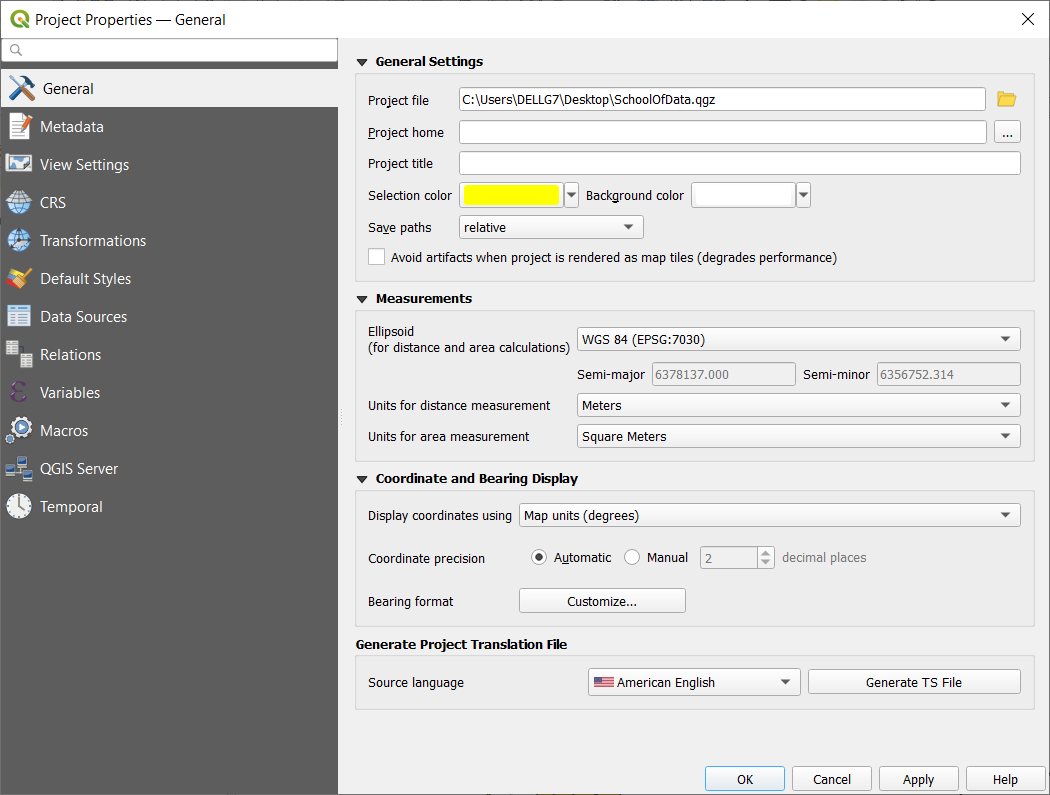 Project Properties — General
General
Metadata
View Settings
CRS
Transformations
Default Styles
Data Sources
Relations
Variables
Macros
QGIS Server
Temporal
General Settings
Project file C:\Users\DELLG7\Desktop\SchoolOfData.qgz
Project home ...
Project title
Selection color Background color
Save paths relative
Avoid artifacts when project is rendered as map tiles (degrades performance)
Measurements
Ellipsoid
(for distance and area calculations) WGS 84 (EPSG:7030)
Semi-major 6378137.000 Semi-minor 6356752.314
Units for distance measurement Meters
Units for area measurement Square Meters
Coordinate and Bearing Display
Display coordinates using Map units (degrees)
Coordinate precision Automatic Manual 2 decimal places
Bearing format Customize...
Generate Project Translation File
Source language American English Generate TS File
OK Cancel Apply Help